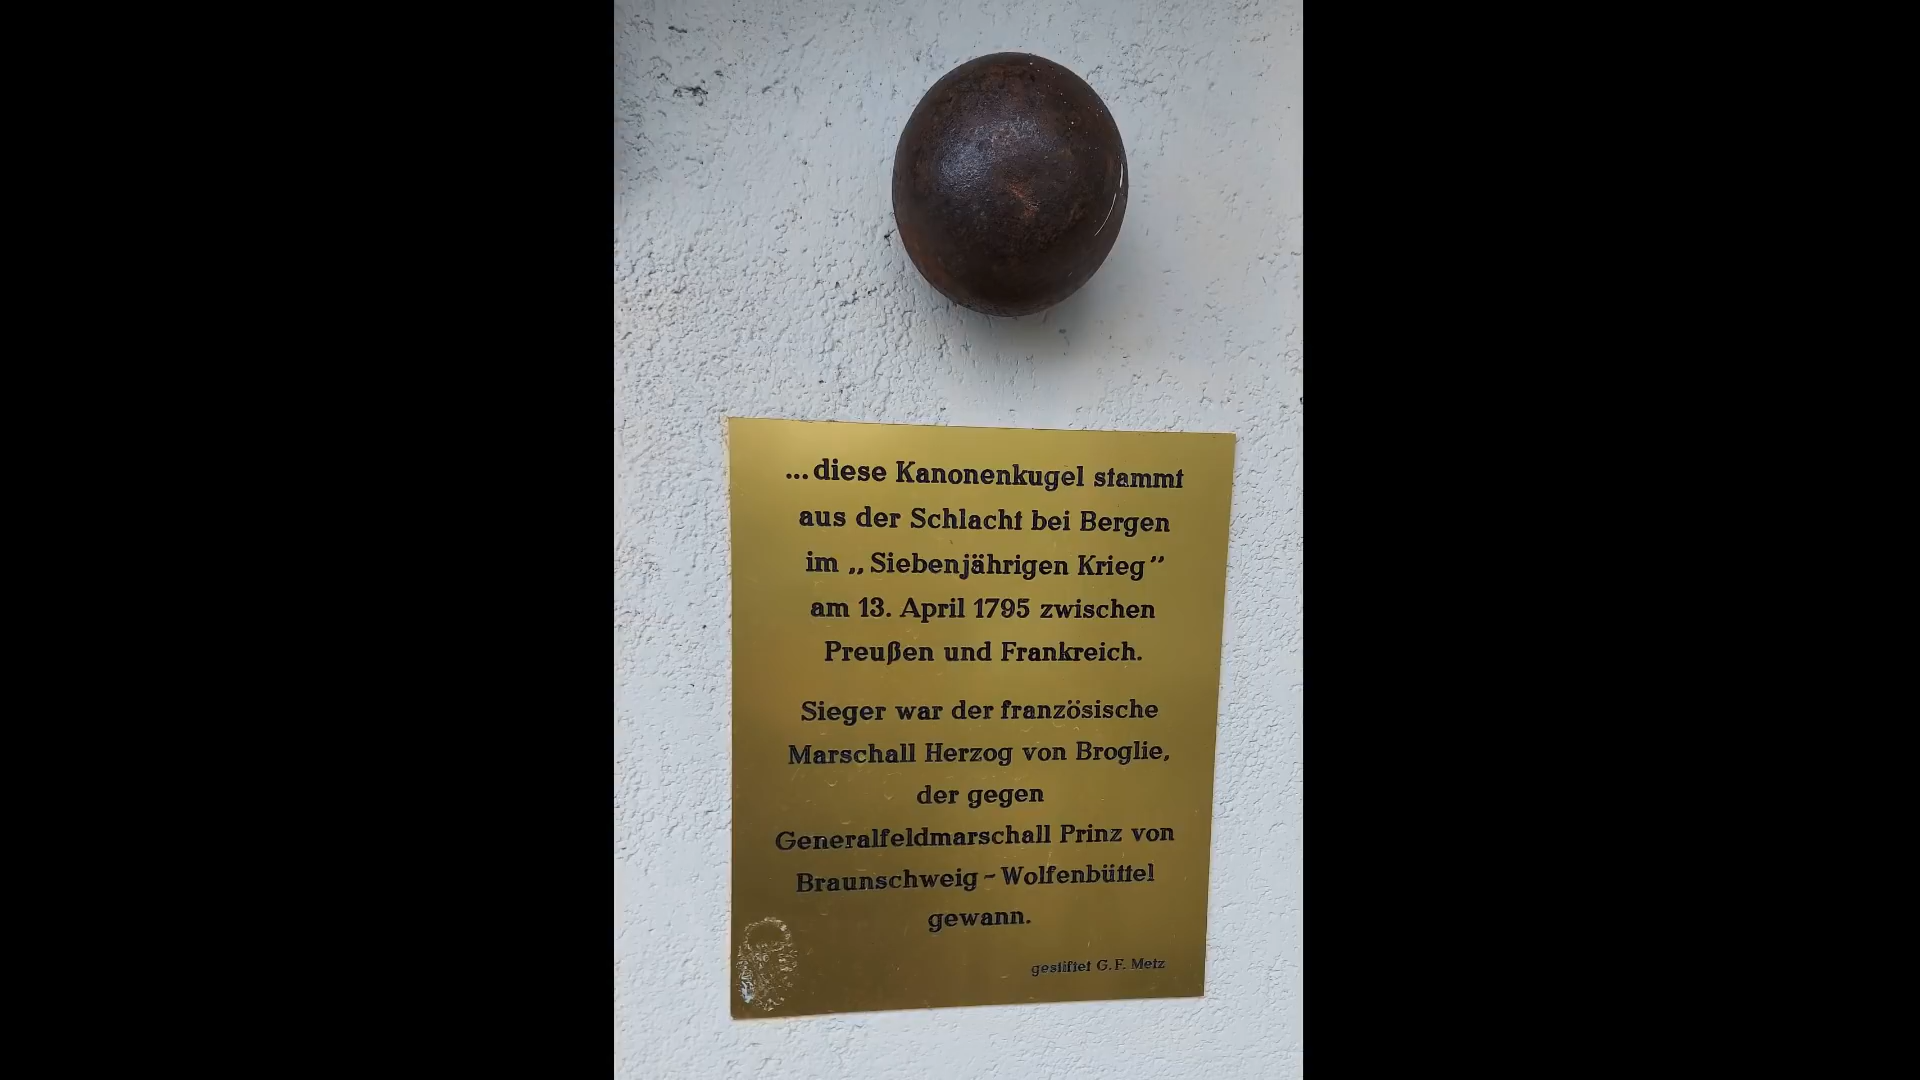 ...diese Kanonenkugel stammt
aus der Schlacht bei Bergen
im „Siebenjährigen Krieg”
am 13. April 1795 zwischen
Preußen und Frankreich.
Sieger war der französische
Marschall Herzog von Broglie,
der gegen
Generalfeldmarschall Prinz von
Braunschweig - Wolfenbüttel
gewann.
gestiftet G. F. Metz